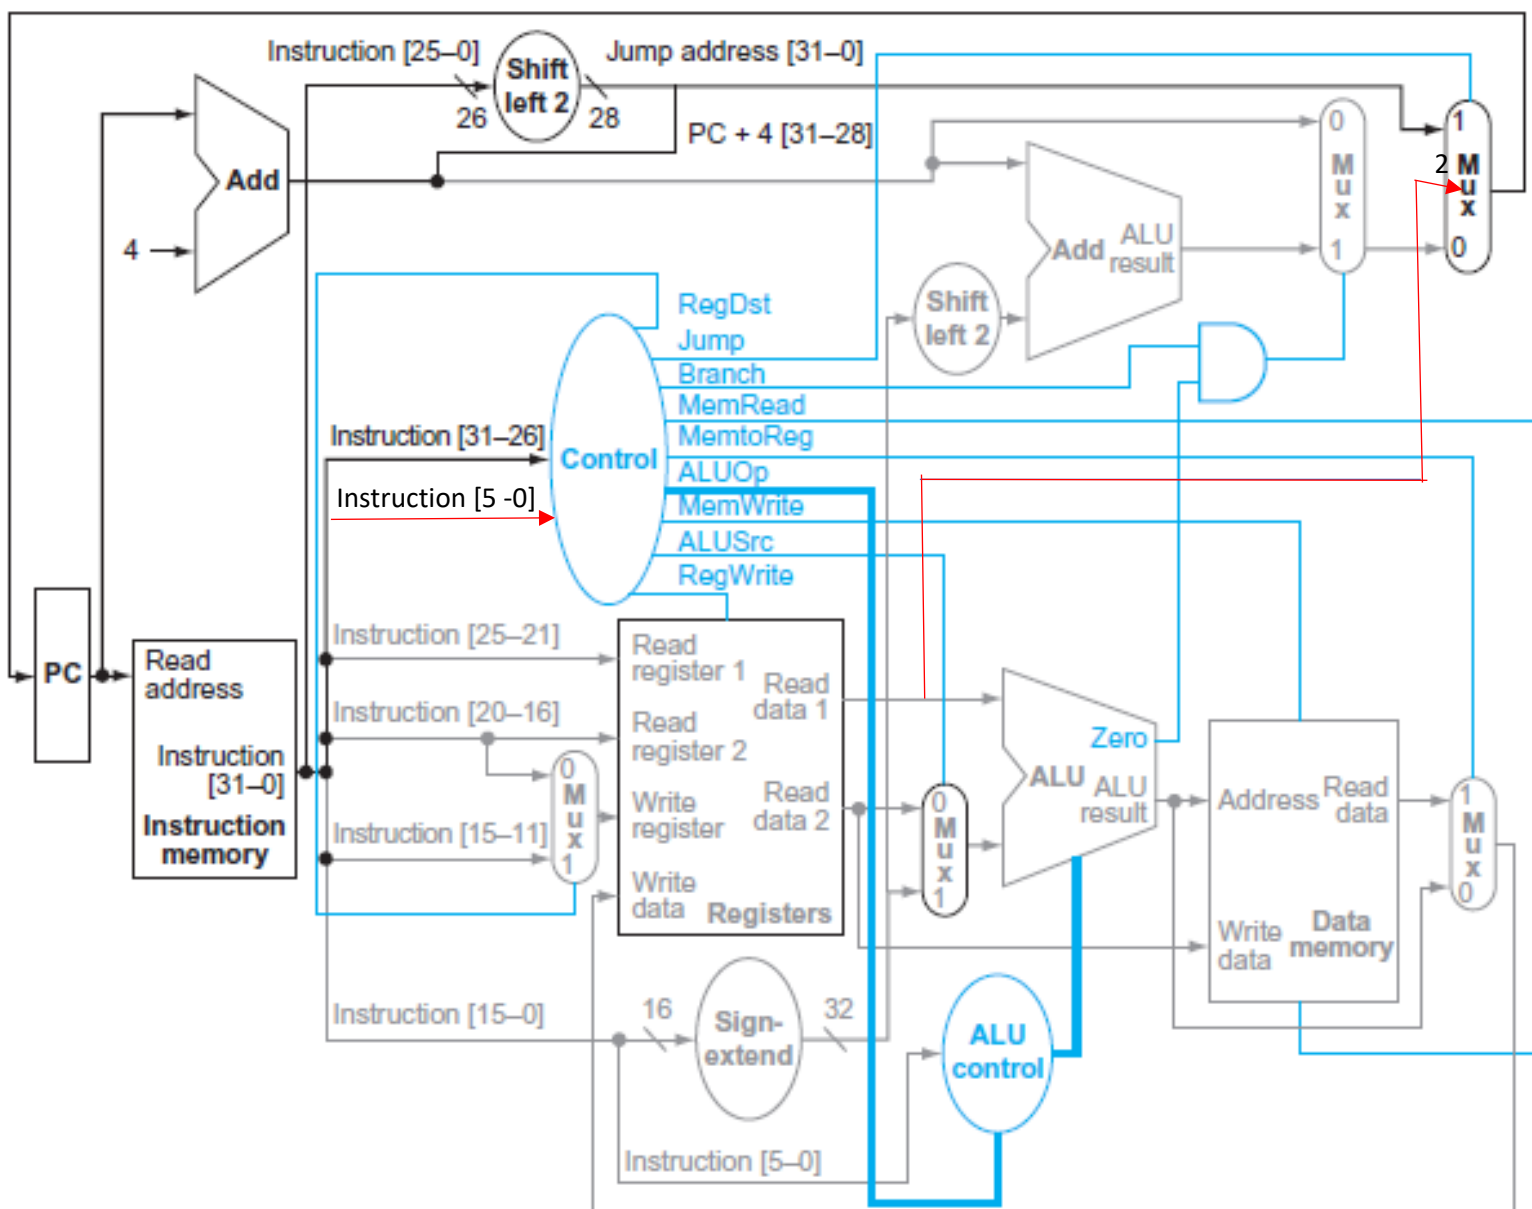 Instruction [25–0]
Shift
left 2
Jump address [31–0]
26
28
PC + 4 [31–28]
Add
4
0
M
u
x
1
1
2
M
u
x
0
Add
ALU
result
Shift
left 2
RegDst
Jump
Branch
MemRead
MemtoReg
ALUOp
MemWrite
ALUSrc
RegWrite
Instruction [31–26]
Control
Instruction [5 -0]
PC
Read
address
Instruction
[31–0]
Instruction
memory
Instruction [25–21]
Instruction [20–16]
Instruction [15–11]
0
M
u
x
1
Read
register 1
Read
register 2
Write
register
Write
data
Read
data 1
Read
data 2
Registers
0
M
u
x
1
Zero
ALU
ALU
result
Address
Read
data
Write
data
Data
memory
1
M
u
x
0
Instruction [15–0]
16
Sign-
extend
32
ALU
control
Instruction [5–0]